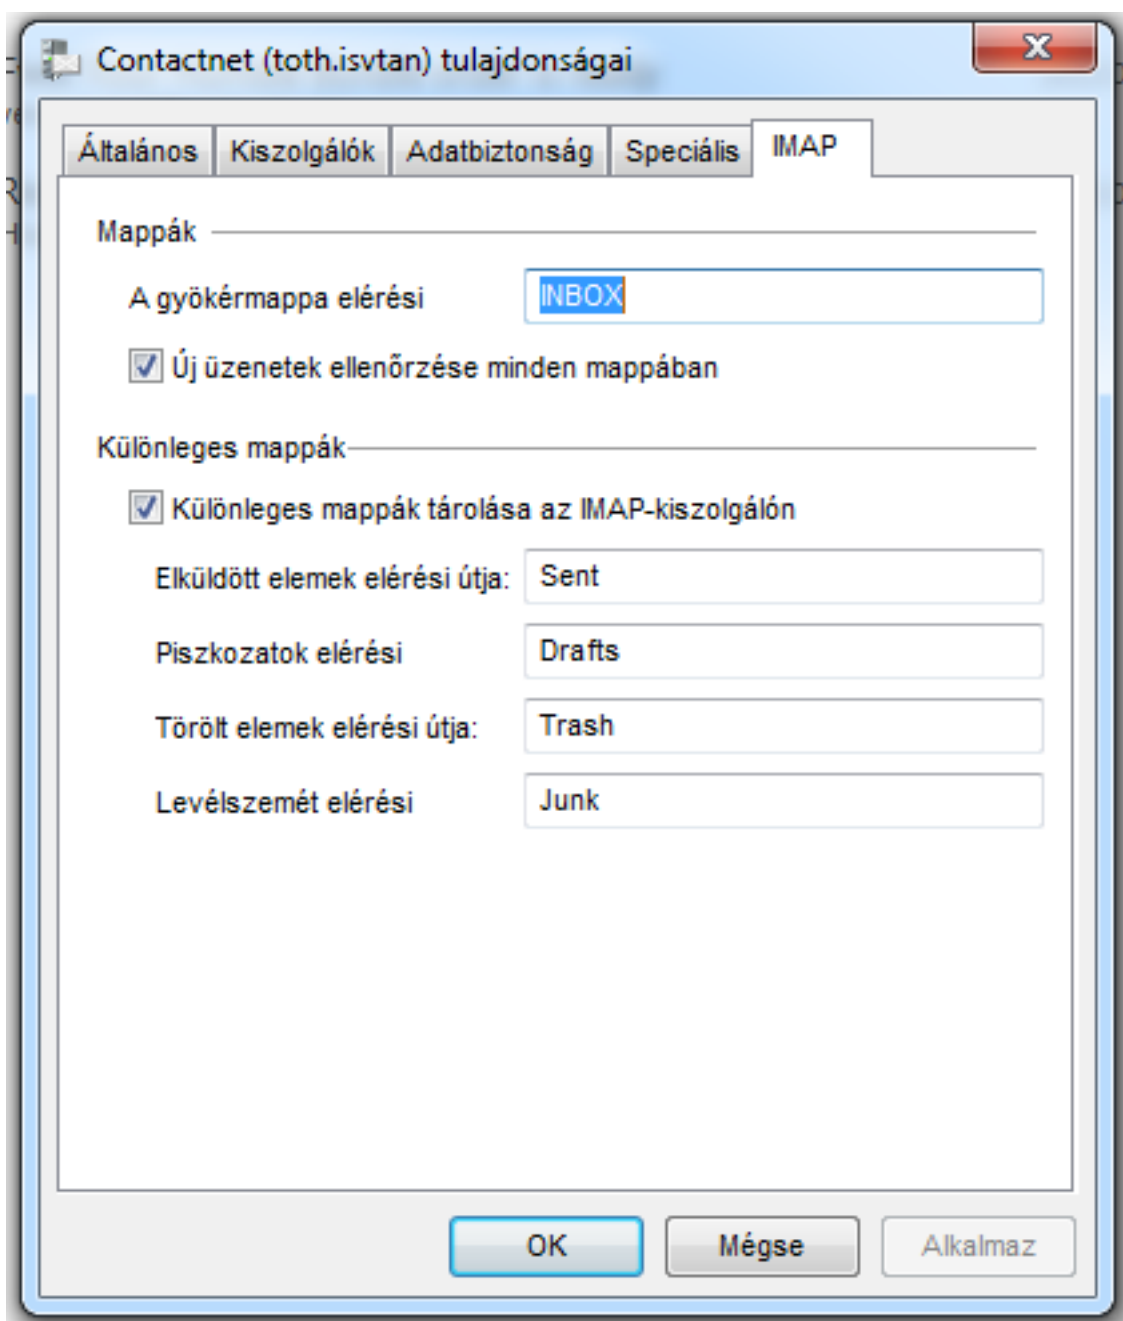 Contactnet (toth.isvtan) tulajdonságai
Általános Kiszolgálók Adatbiztonság Speciális IMAP
Mappák
A gyökérmappa elérési INBOX
Új üzenetek ellenőrzése minden mappában
Különleges mappák
Különleges mappák tárolása az IMAP-kiszolgálón
Elküldött elemek elérési útja: Sent
Piszkozatok elérési Drafts
Törölt elemek elérési útja: Trash
Levélszemét elérési Junk
OK Mégse Alkalmaz